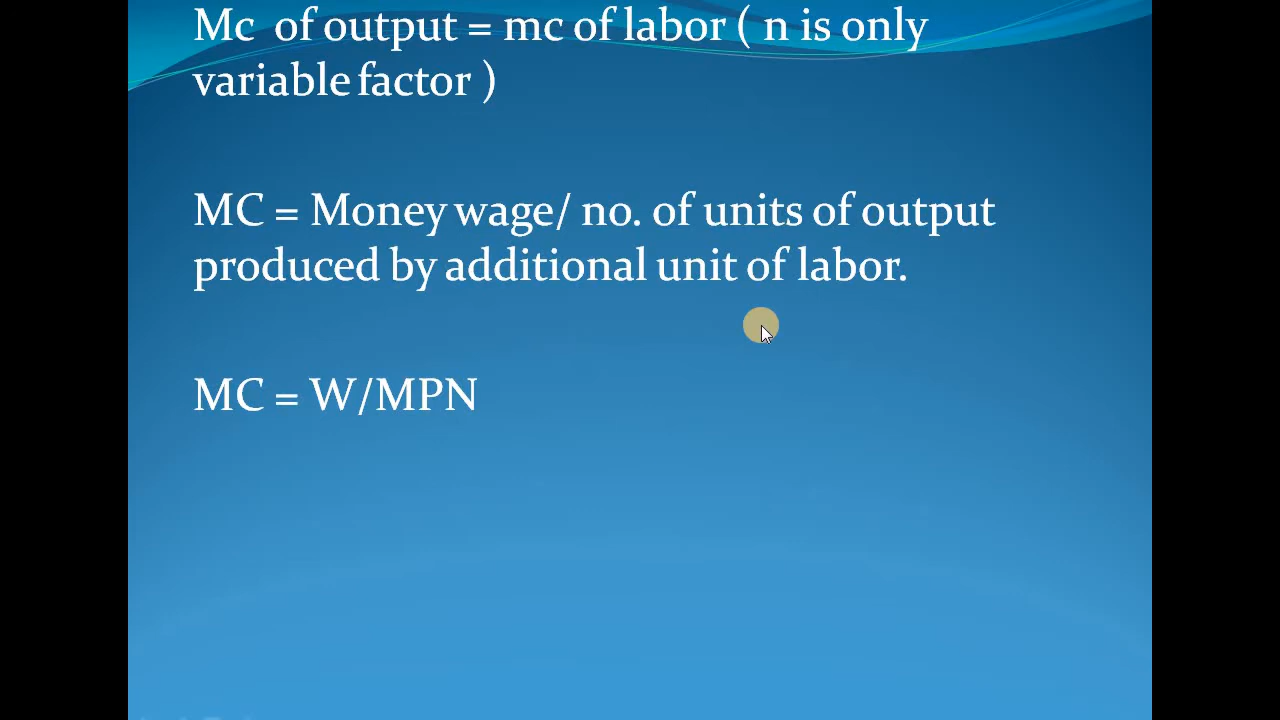 Mc of output = mc of labor ( n is only
variable factor )
MC = Money wage/ no. of units of output
produced by additional unit of labor.
MC = W/MPN